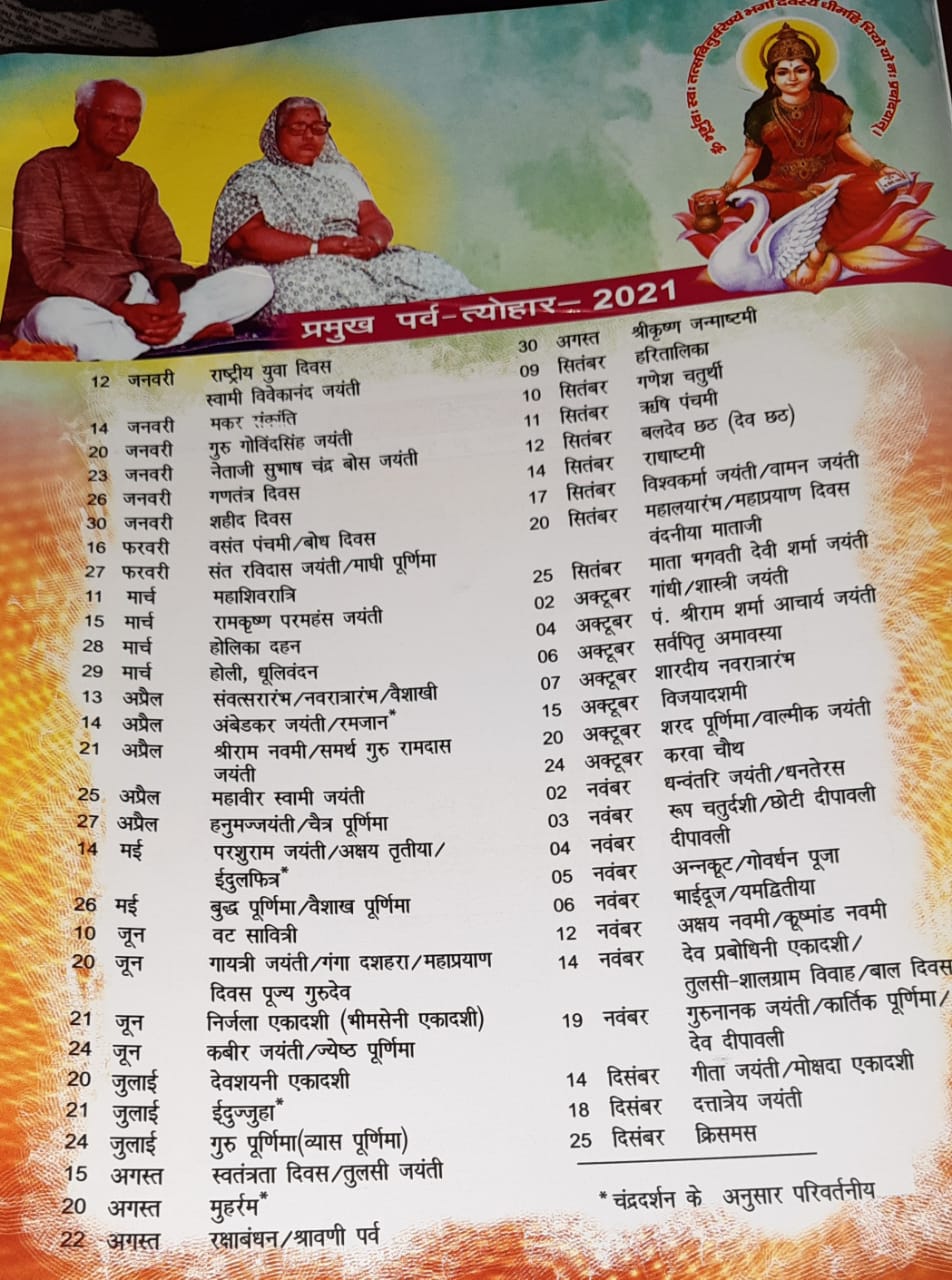 ॐ भूर्भुवः स्वः तत्सवितुर्वरेण्यं भर्गो देवस्य धीमहि धियो यो नः प्रचोदयात्।
प्रमुख पर्व-त्योहार– 2021
12 जनवरी राष्ट्रीय युवा दिवस
स्वामी विवेकानंद जयंती
14 जनवरी मकर संक्रांति
20 जनवरी गुरु गोविंदसिंह जयंती
23 जनवरी नेताजी सुभाष चंद्र बोस जयंती
26 जनवरी गणतंत्र दिवस
30 जनवरी शहीद दिवस
16 फरवरी वसंत पंचमी/बोध दिवस
27 फरवरी संत रविदास जयंती/माघी पूर्णिमा
11 मार्च महाशिवरात्रि
15 मार्च रामकृष्ण परमहंस जयंती
28 मार्च होलिका दहन
29 मार्च होली, धूलिवंदन
13 अप्रैल संवत्सरारंभ/नवरात्रारंभ/वैशाखी
14 अप्रैल अंबेडकर जयंती/रमजान*
21 अप्रैल श्रीराम नवमी/समर्थ गुरु रामदास
जयंती
25 अप्रैल महावीर स्वामी जयंती
27 अप्रैल हनुमज्जयंती/चैत्र पूर्णिमा
14 मई परशुराम जयंती/अक्षय तृतीया/
ईदुलफित्र*
26 मई बुद्ध पूर्णिमा/वैशाख पूर्णिमा
10 जून वट सावित्री
20 जून गायत्री जयंती/गंगा दशहरा/महाप्रयाण
दिवस पूज्य गुरुदेव
21 जून निर्जला एकादशी (भीमसेनी एकादशी)
24 जून कबीर जयंती/ज्येष्ठ पूर्णिमा
20 जुलाई देवशयनी एकादशी
21 जुलाई ईदुज्जुहा*
24 जुलाई गुरु पूर्णिमा(व्यास पूर्णिमा)
15 अगस्त स्वतंत्रता दिवस/तुलसी जयंती
20 अगस्त मुहर्रम*
22 अगस्त रक्षाबंधन/श्रावणी पर्व
30 अगस्त श्रीकृष्ण जन्माष्टमी
09 सितंबर हरितालिका
10 सितंबर गणेश चतुर्थी
11 सितंबर ऋषि पंचमी
12 सितंबर बलदेव छठ (देव छठ)
14 सितंबर राधाष्टमी
17 सितंबर विश्वकर्मा जयंती/वामन जयंती
20 सितंबर महालयारंभ/महाप्रयाण दिवस
वंदनीया माताजी
25 सितंबर माता भगवती देवी शर्मा जयंती
02 अक्टूबर गांधी/शास्त्री जयंती
04 अक्टूबर पं. श्रीराम शर्मा आचार्य जयंती
06 अक्टूबर सर्वपितृ अमावस्या
07 अक्टूबर शारदीय नवरात्रारंभ
15 अक्टूबर विजयादशमी
20 अक्टूबर शरद पूर्णिमा/वाल्मीक जयंती
24 अक्टूबर करवा चौथ
02 नवंबर धन्वंतरि जयंती/धनतेरस
03 नवंबर रूप चतुर्दशी/छोटी दीपावली
04 नवंबर दीपावली
05 नवंबर अन्नकूट/गोवर्धन पूजा
06 नवंबर भाईदूज/यमद्वितीया
12 नवंबर अक्षय नवमी/कूष्मांड नवमी
14 नवंबर देव प्रबोधिनी एकादशी/
तुलसी-शालग्राम विवाह/बाल दिवस
19 नवंबर गुरुनानक जयंती/कार्तिक पूर्णिमा/
देव दीपावली
14 दिसंबर गीता जयंती/मोक्षदा एकादशी
18 दिसंबर दत्तात्रेय जयंती
25 दिसंबर क्रिसमस
*चंद्रदर्शन के अनुसार परिवर्तनीय